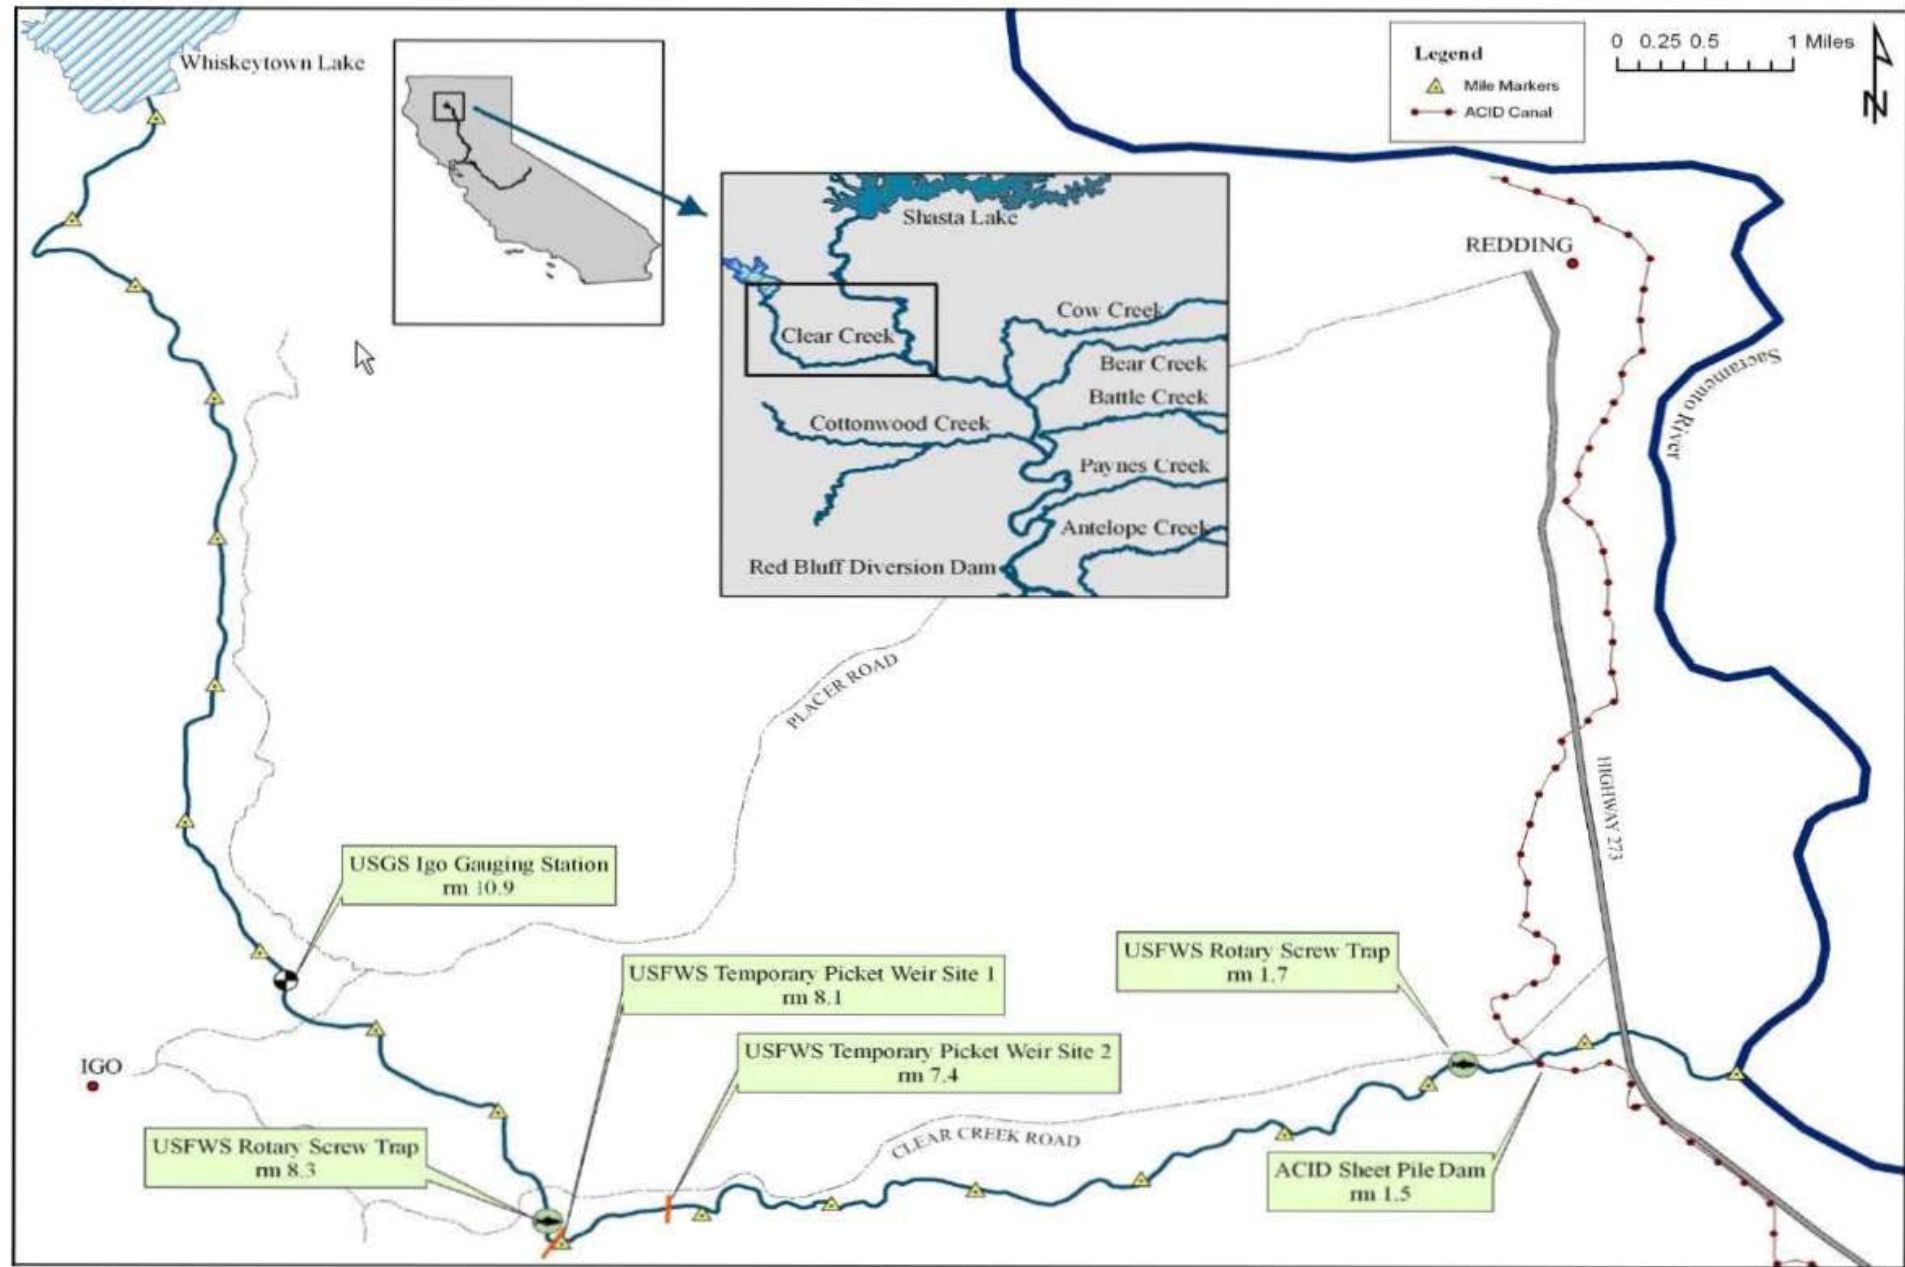 Whiskeytown Lake
Legend
Mile Markers
ACID Canal
0 0.25 0.5 1 Miles
N
Shasta Lake
REDDING
Cow Creek
Clear Creek
Bear Creek
Battle Creek
Cottonwood Creek
Paynes Creek
Antelope Creek
Red Bluff Diversion Dam
Sacramento River
PLACER ROAD
HIGHWAY 273
USGS Igo Gauging Station
rm 10.9
USFWS Temporary Picket Weir Site 1
rm 8.1
USFWS Rotary Screw Trap
rm 1.7
USFWS Temporary Picket Weir Site 2
rm 7.4
IGO
USFWS Rotary Screw Trap
rm 8.3
CLEAR CREEK ROAD
ACID Sheet Pile Dam
rm 1.5